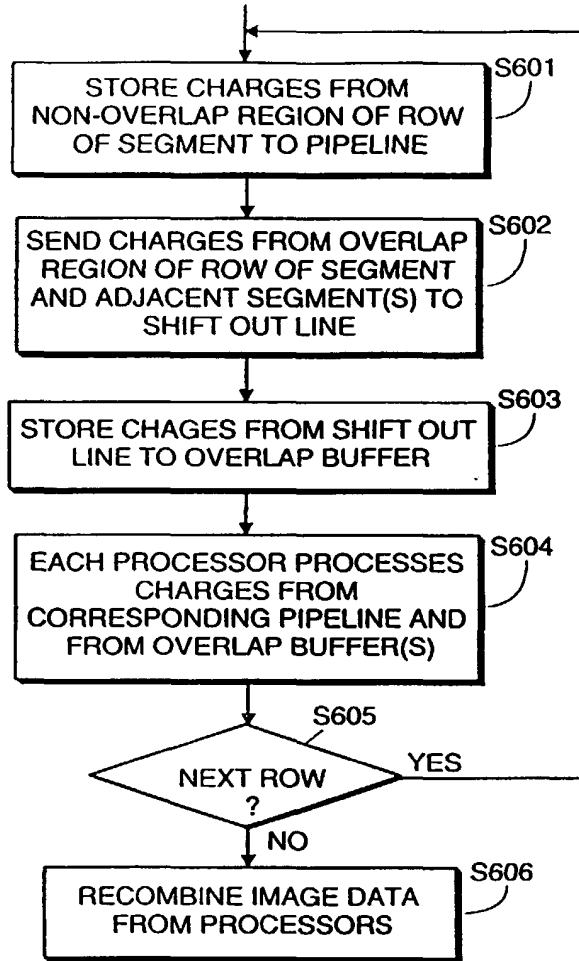 S601
STORE CHARGES FROM
NON-OVERLAP REGION OF ROW
OF SEGMENT TO PIPELINE
S602
SEND CHARGES FROM OVERLAP
REGION OF ROW OF SEGMENT
AND ADJACENT SEGMENT(S) TO
SHIFT OUT LINE
S603
STORE CHAGES FROM SHIFT OUT
LINE TO OVERLAP BUFFER
S604
EACH PROCESSOR PROCESSES
CHARGES FROM
CORRESPONDING PIPELINE AND
FROM OVERLAP BUFFER(S)
S605
NEXT ROW
?
YES
NO
S606
RECOMBINE IMAGE DATA
FROM PROCESSORS